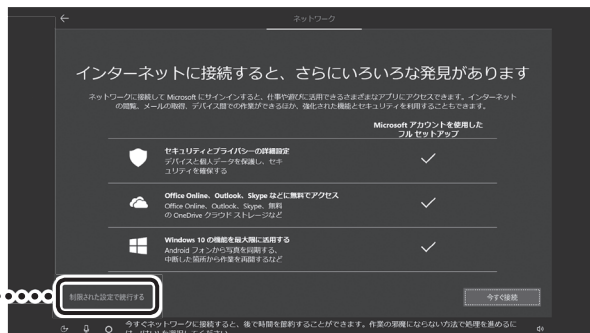 ネットワーク
インターネットに接続すると、さらにいろいろな発見があります
ネットワークに接続して Microsoft にサインインすると、仕事や遊びに活用できるさまざまなアプリにアクセスできます。インターネット
の閲覧、メールの取得、デバイス間での作業ができるほか、強化された機能とセキュリティを利用することもできます。
Microsoft アカウントを使用した
フル セットアップ
セキュリティとプライバシーの詳細設定
デバイスと個人データを保護し、セキ
ュリティを確保する
Office Online、Outlook、Skype などに無料でアクセス
Office Online、Outlook、Skype、無料
の OneDrive クラウド ストレージなど
Windows 10 の機能を最大限に活用する
Android フォンから写真を同期する、
中断した箇所から作業を再開するなど
制限された設定で続行する
今すぐ接続
今すぐネットワークに接続すると、後で時間を節約することができます。作業の邪魔にならない方法で処理を進めるに